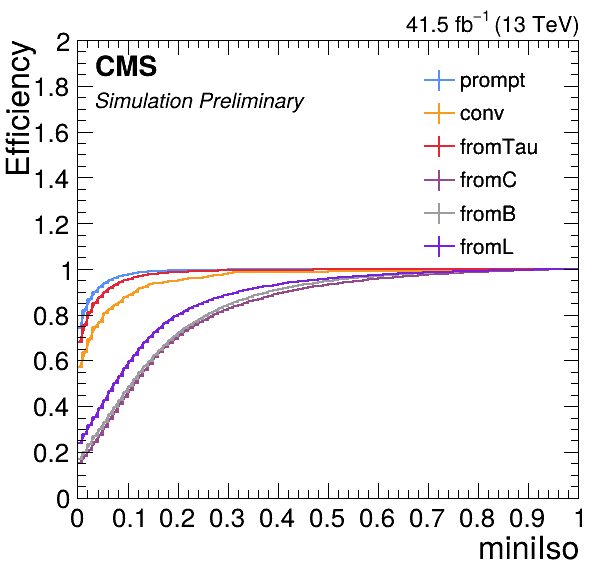 41.5 fb⁻¹ (13 TeV)
CMS
Simulation Preliminary
prompt
conv
fromTau
fromC
fromB
fromL
Efficiency
2
1.8
1.6
1.4
1.2
1
0.8
0.6
0.4
0.2
0
0 0.1 0.2 0.3 0.4 0.5 0.6 0.7 0.8 0.9 1
miniIso